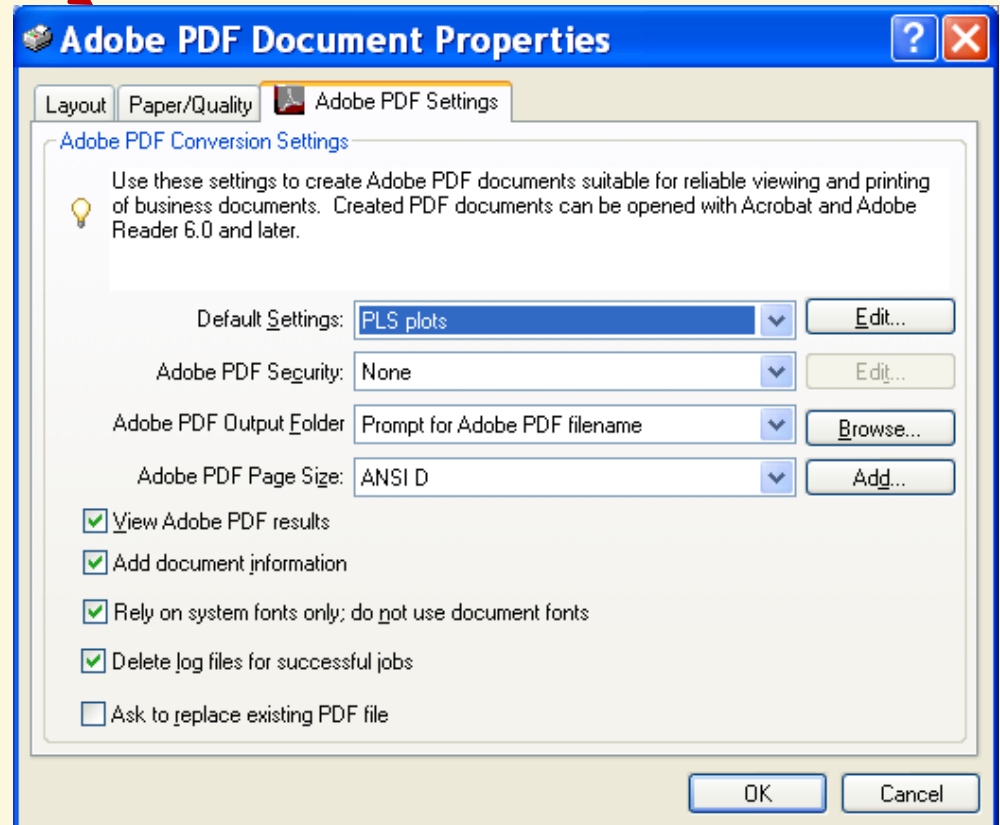 Adobe PDF Document Properties
?
Layout Paper/Quality Adobe PDF Settings
Adobe PDF Conversion Settings
Use these settings to create Adobe PDF documents suitable for reliable viewing and printing
of business documents. Created PDF documents can be opened with Acrobat and Adobe
Reader 6.0 and later.
Default Settings: PLS plots Edit...
Adobe PDF Security: None Edit...
Adobe PDF Output Folder Prompt for Adobe PDF filename Browse...
Adobe PDF Page Size: ANSI D Add...
View Adobe PDF results
Add document information
Rely on system fonts only; do not use document fonts
Delete log files for successful jobs
Ask to replace existing PDF file
OK Cancel